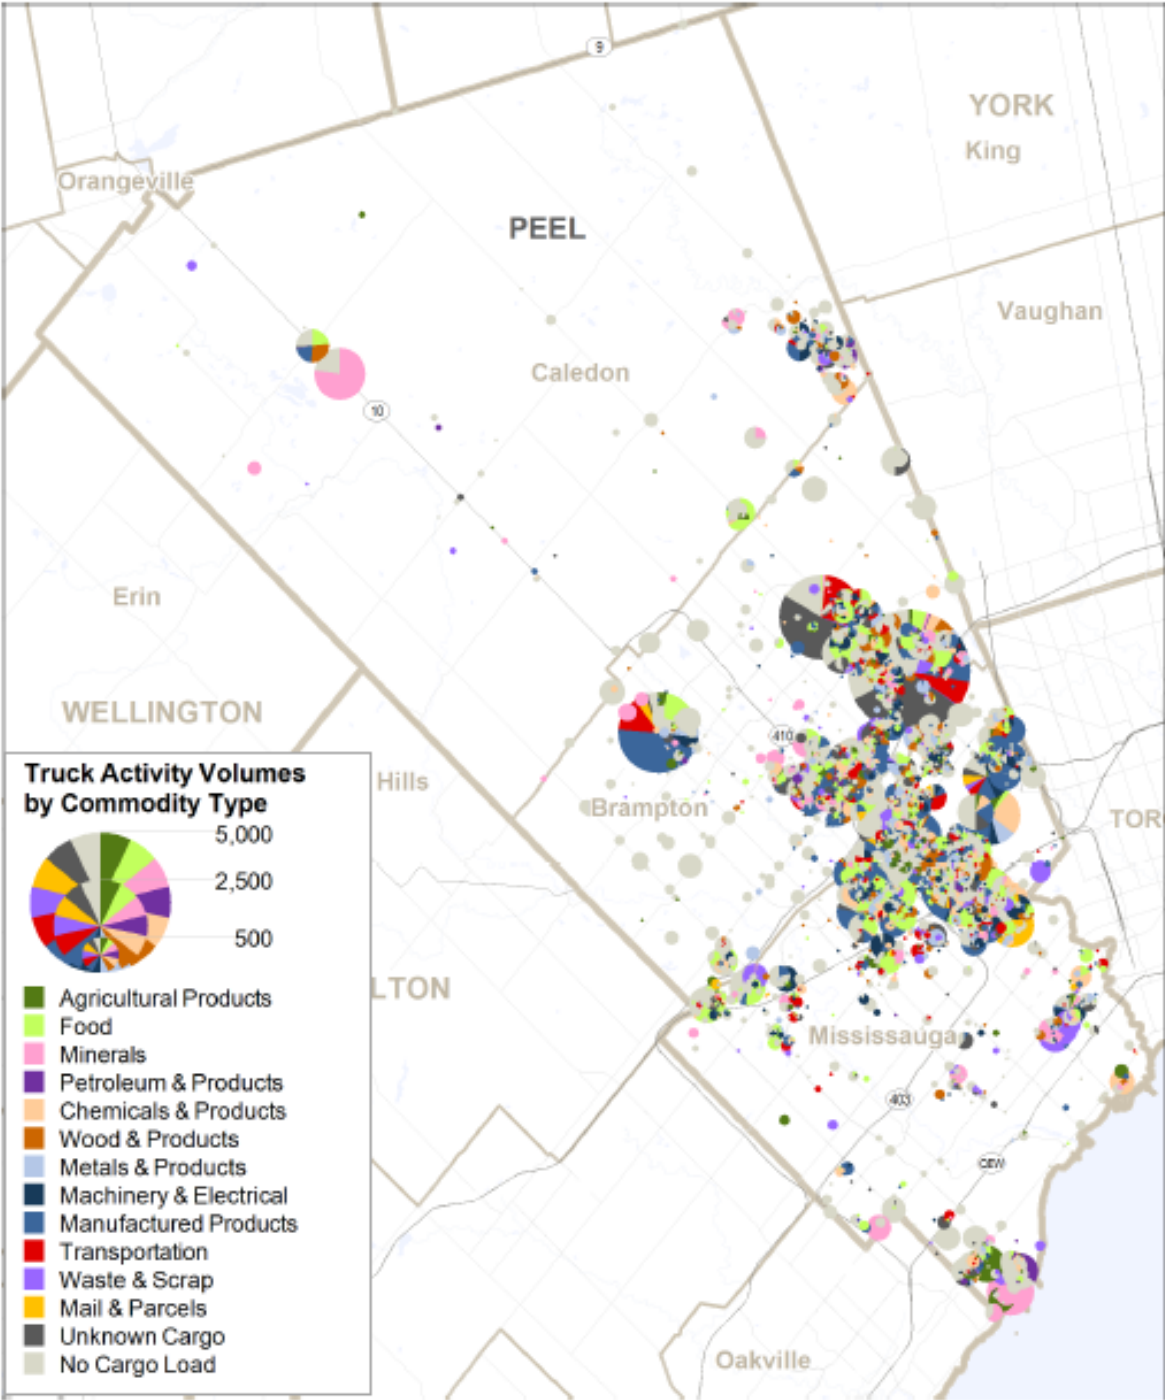 9
YORK
King
Orangeville
PEEL
Vaughan
Caledon
10
Erin
WELLINGTON
410
Hills
Brampton
TOR
LTON
Mississauga
403
QEW
Oakville
Truck Activity Volumes
by Commodity Type
5,000
2,500
500
Agricultural Products
Food
Minerals
Petroleum & Products
Chemicals & Products
Wood & Products
Metals & Products
Machinery & Electrical
Manufactured Products
Transportation
Waste & Scrap
Mail & Parcels
Unknown Cargo
No Cargo Load